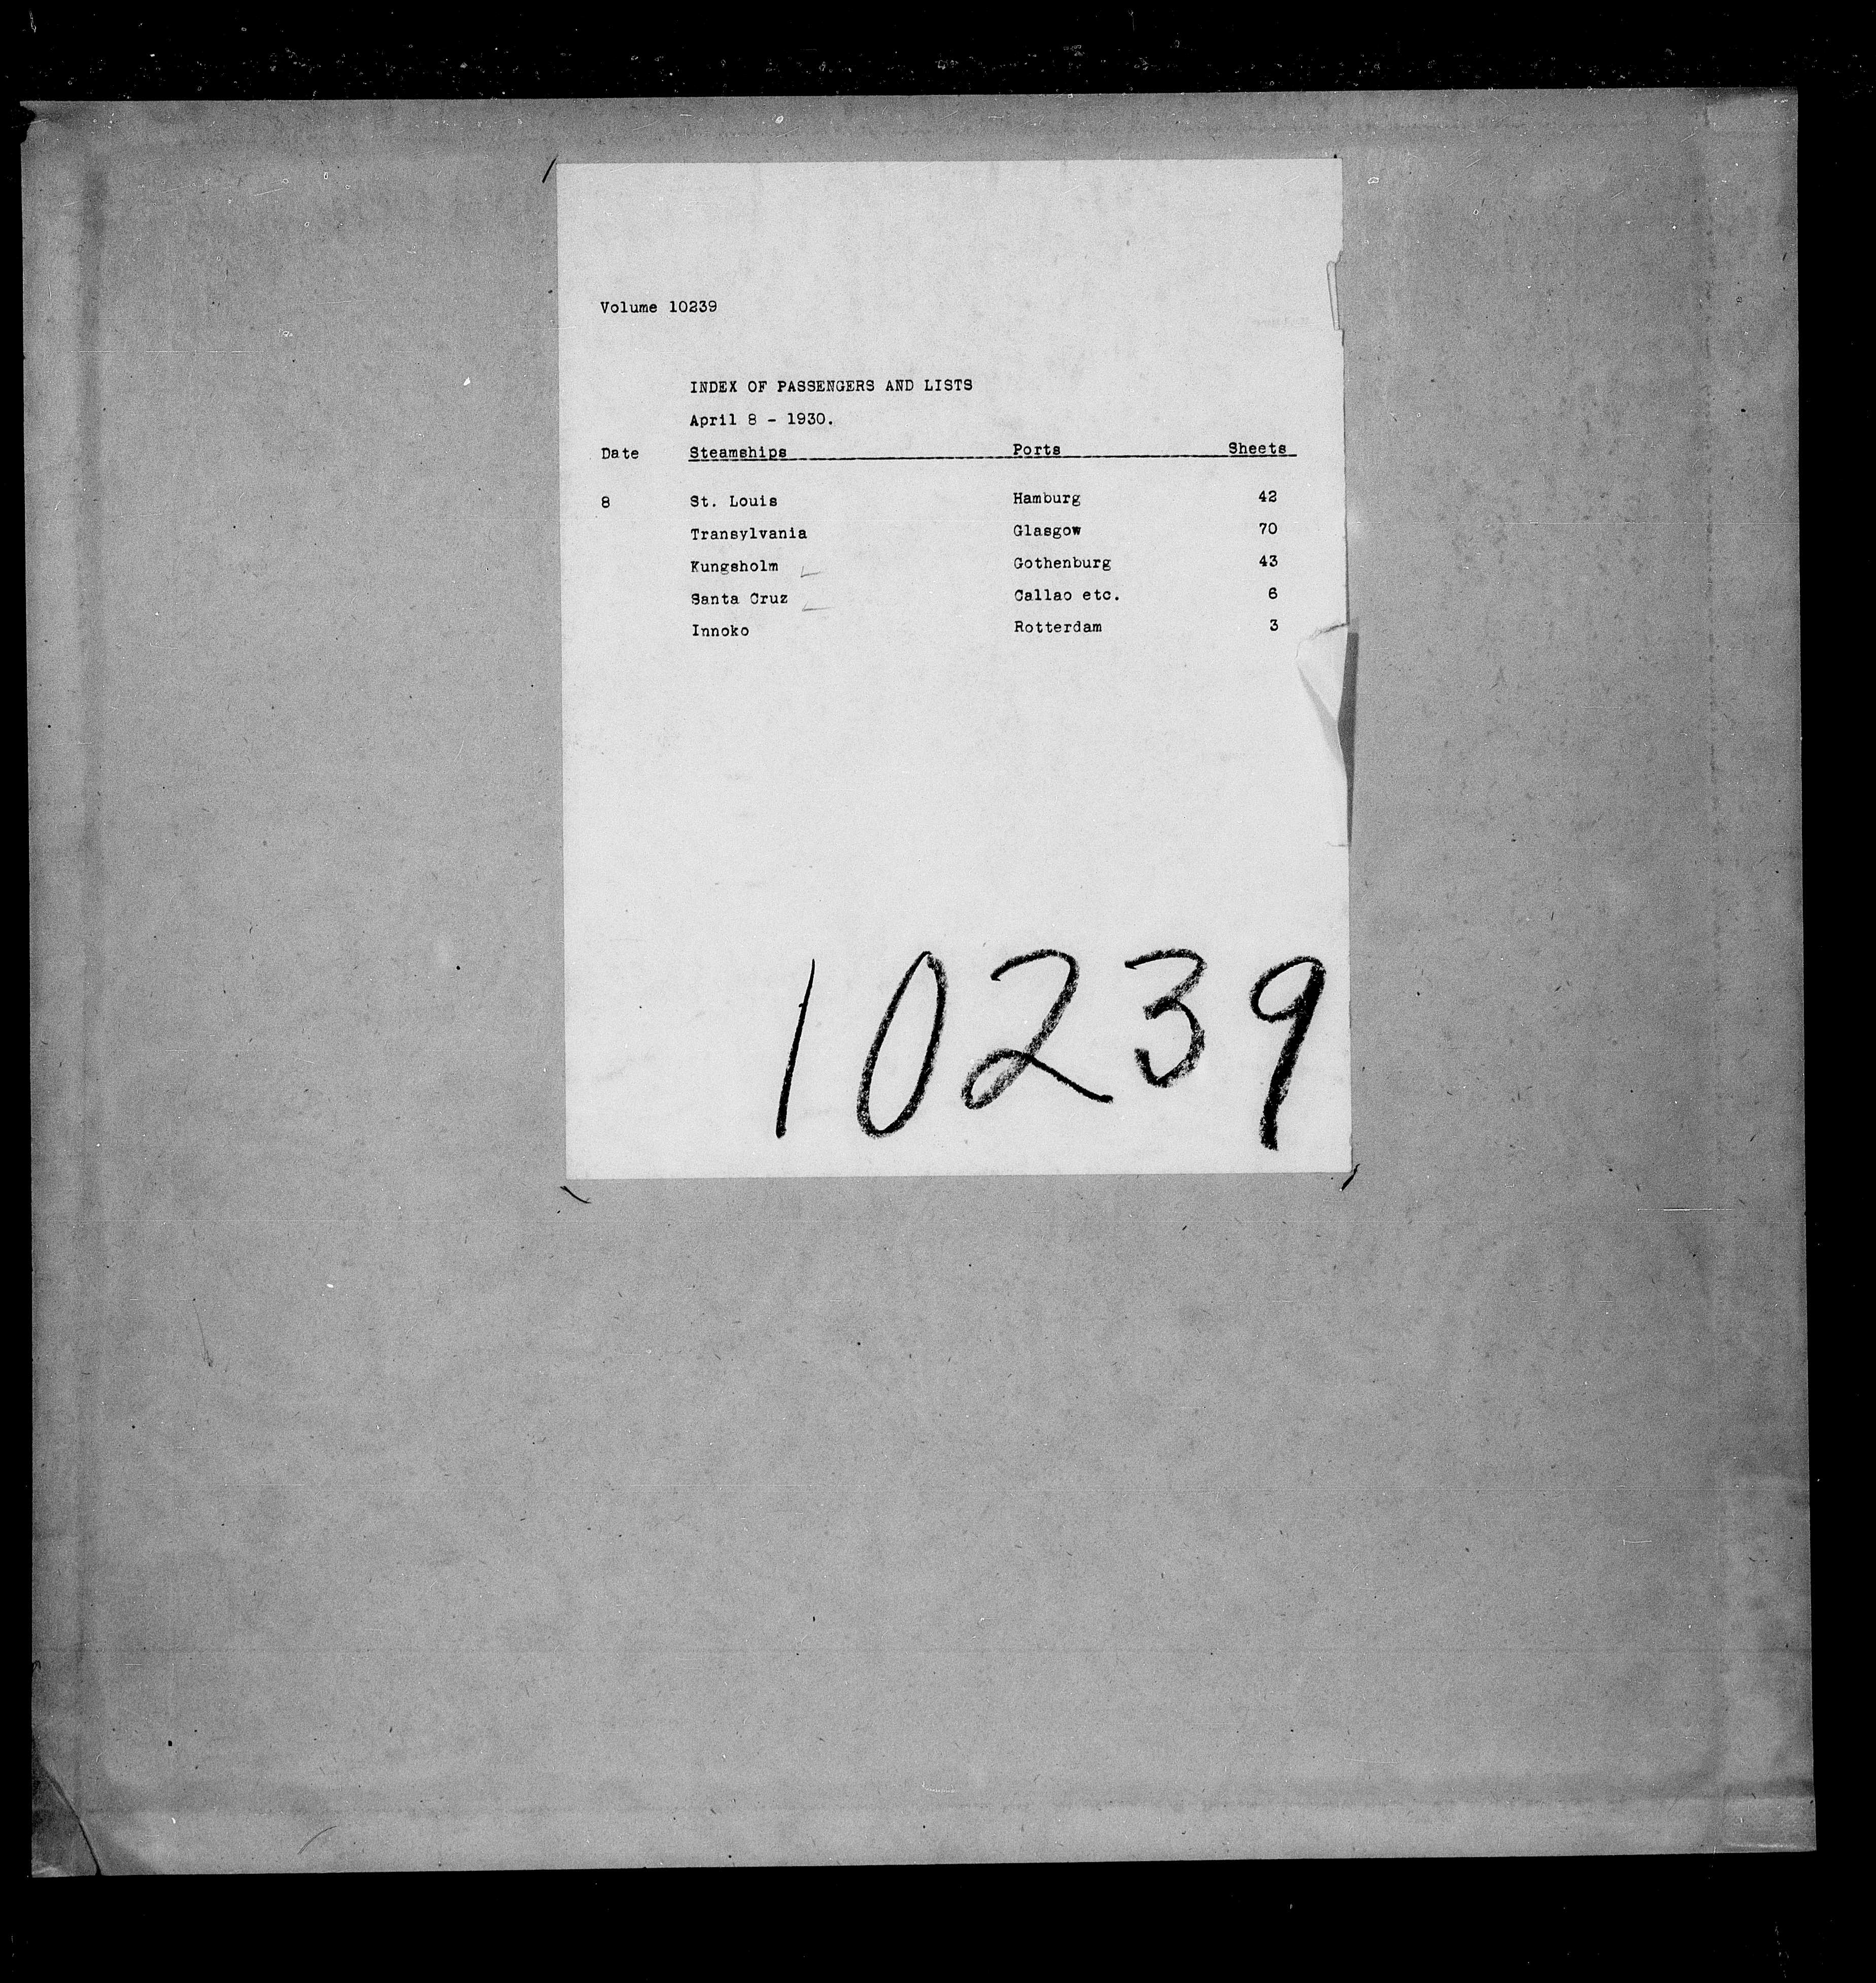 Volume 10239
INDEX OF PASSENGERS AND LISTS
April 8 - 1930.
Date Steamships Ports Sheets
8 St. Louis Hamburg 42
Transylvania Glasgow 70
Kungsholm Gothenburg 43
Santa Cruz Callao etc. 6
Innoko Rotterdam 3
10239